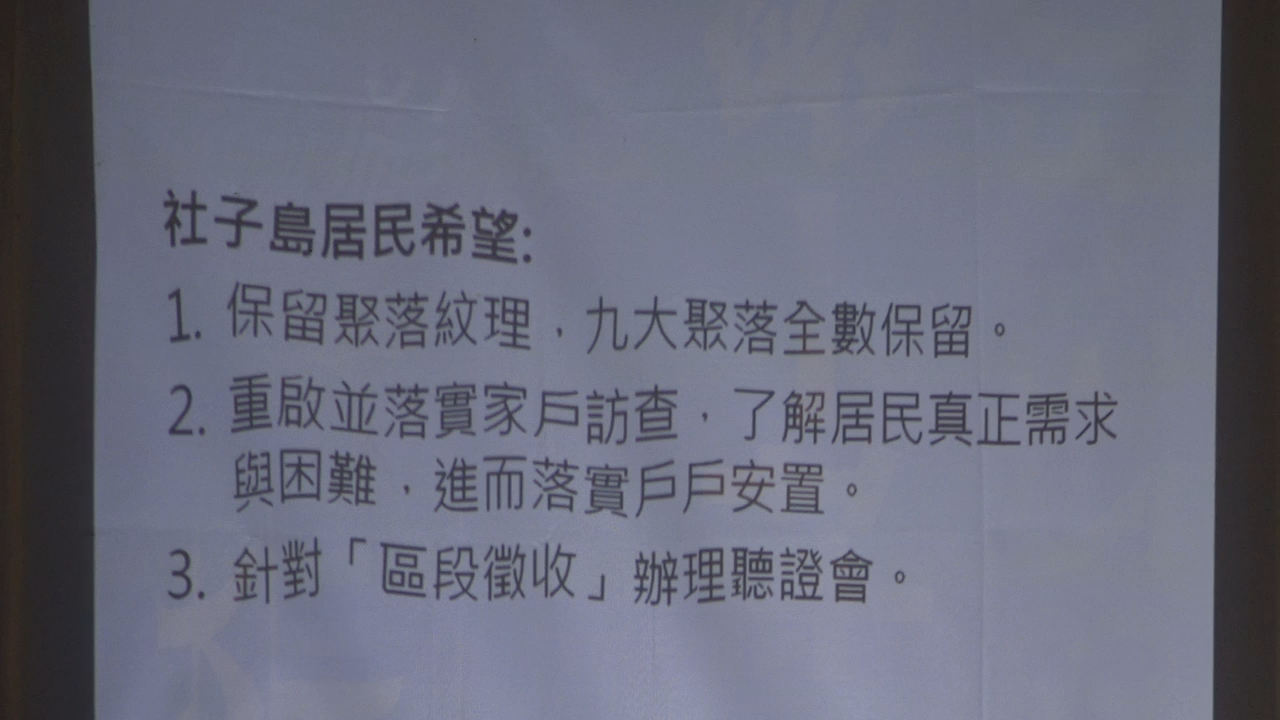 社子島居民希望:
1. 保留聚落紋理，九大聚落全數保留。
2. 重啟並落實家戶訪查，了解居民真正需求
與困難，進而落實戶戶安置。
3. 針對「區段徵收」辦理聽證會。